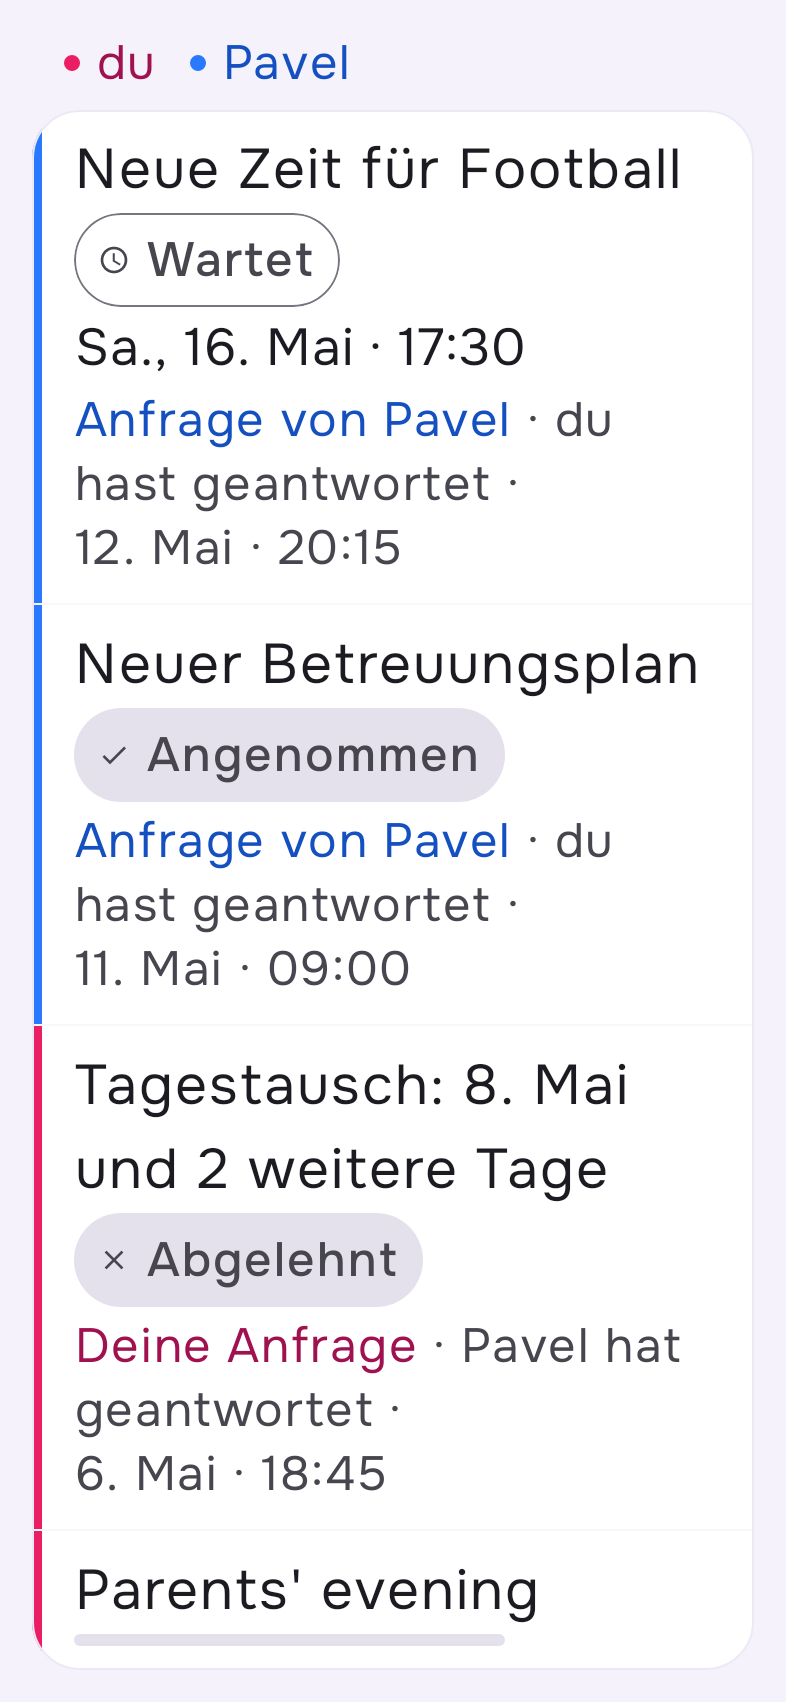 du Pavel
Neue Zeit für Football
Wartet
Sa., 16. Mai · 17:30
Anfrage von Pavel · du
hast geantwortet ·
12. Mai · 20:15
Neuer Betreuungsplan
Angenommen
Anfrage von Pavel · du
hast geantwortet ·
11. Mai · 09:00
Tagestausch: 8. Mai
und 2 weitere Tage
Abgelehnt
Deine Anfrage · Pavel hat
geantwortet ·
6. Mai · 18:45
Parents' evening